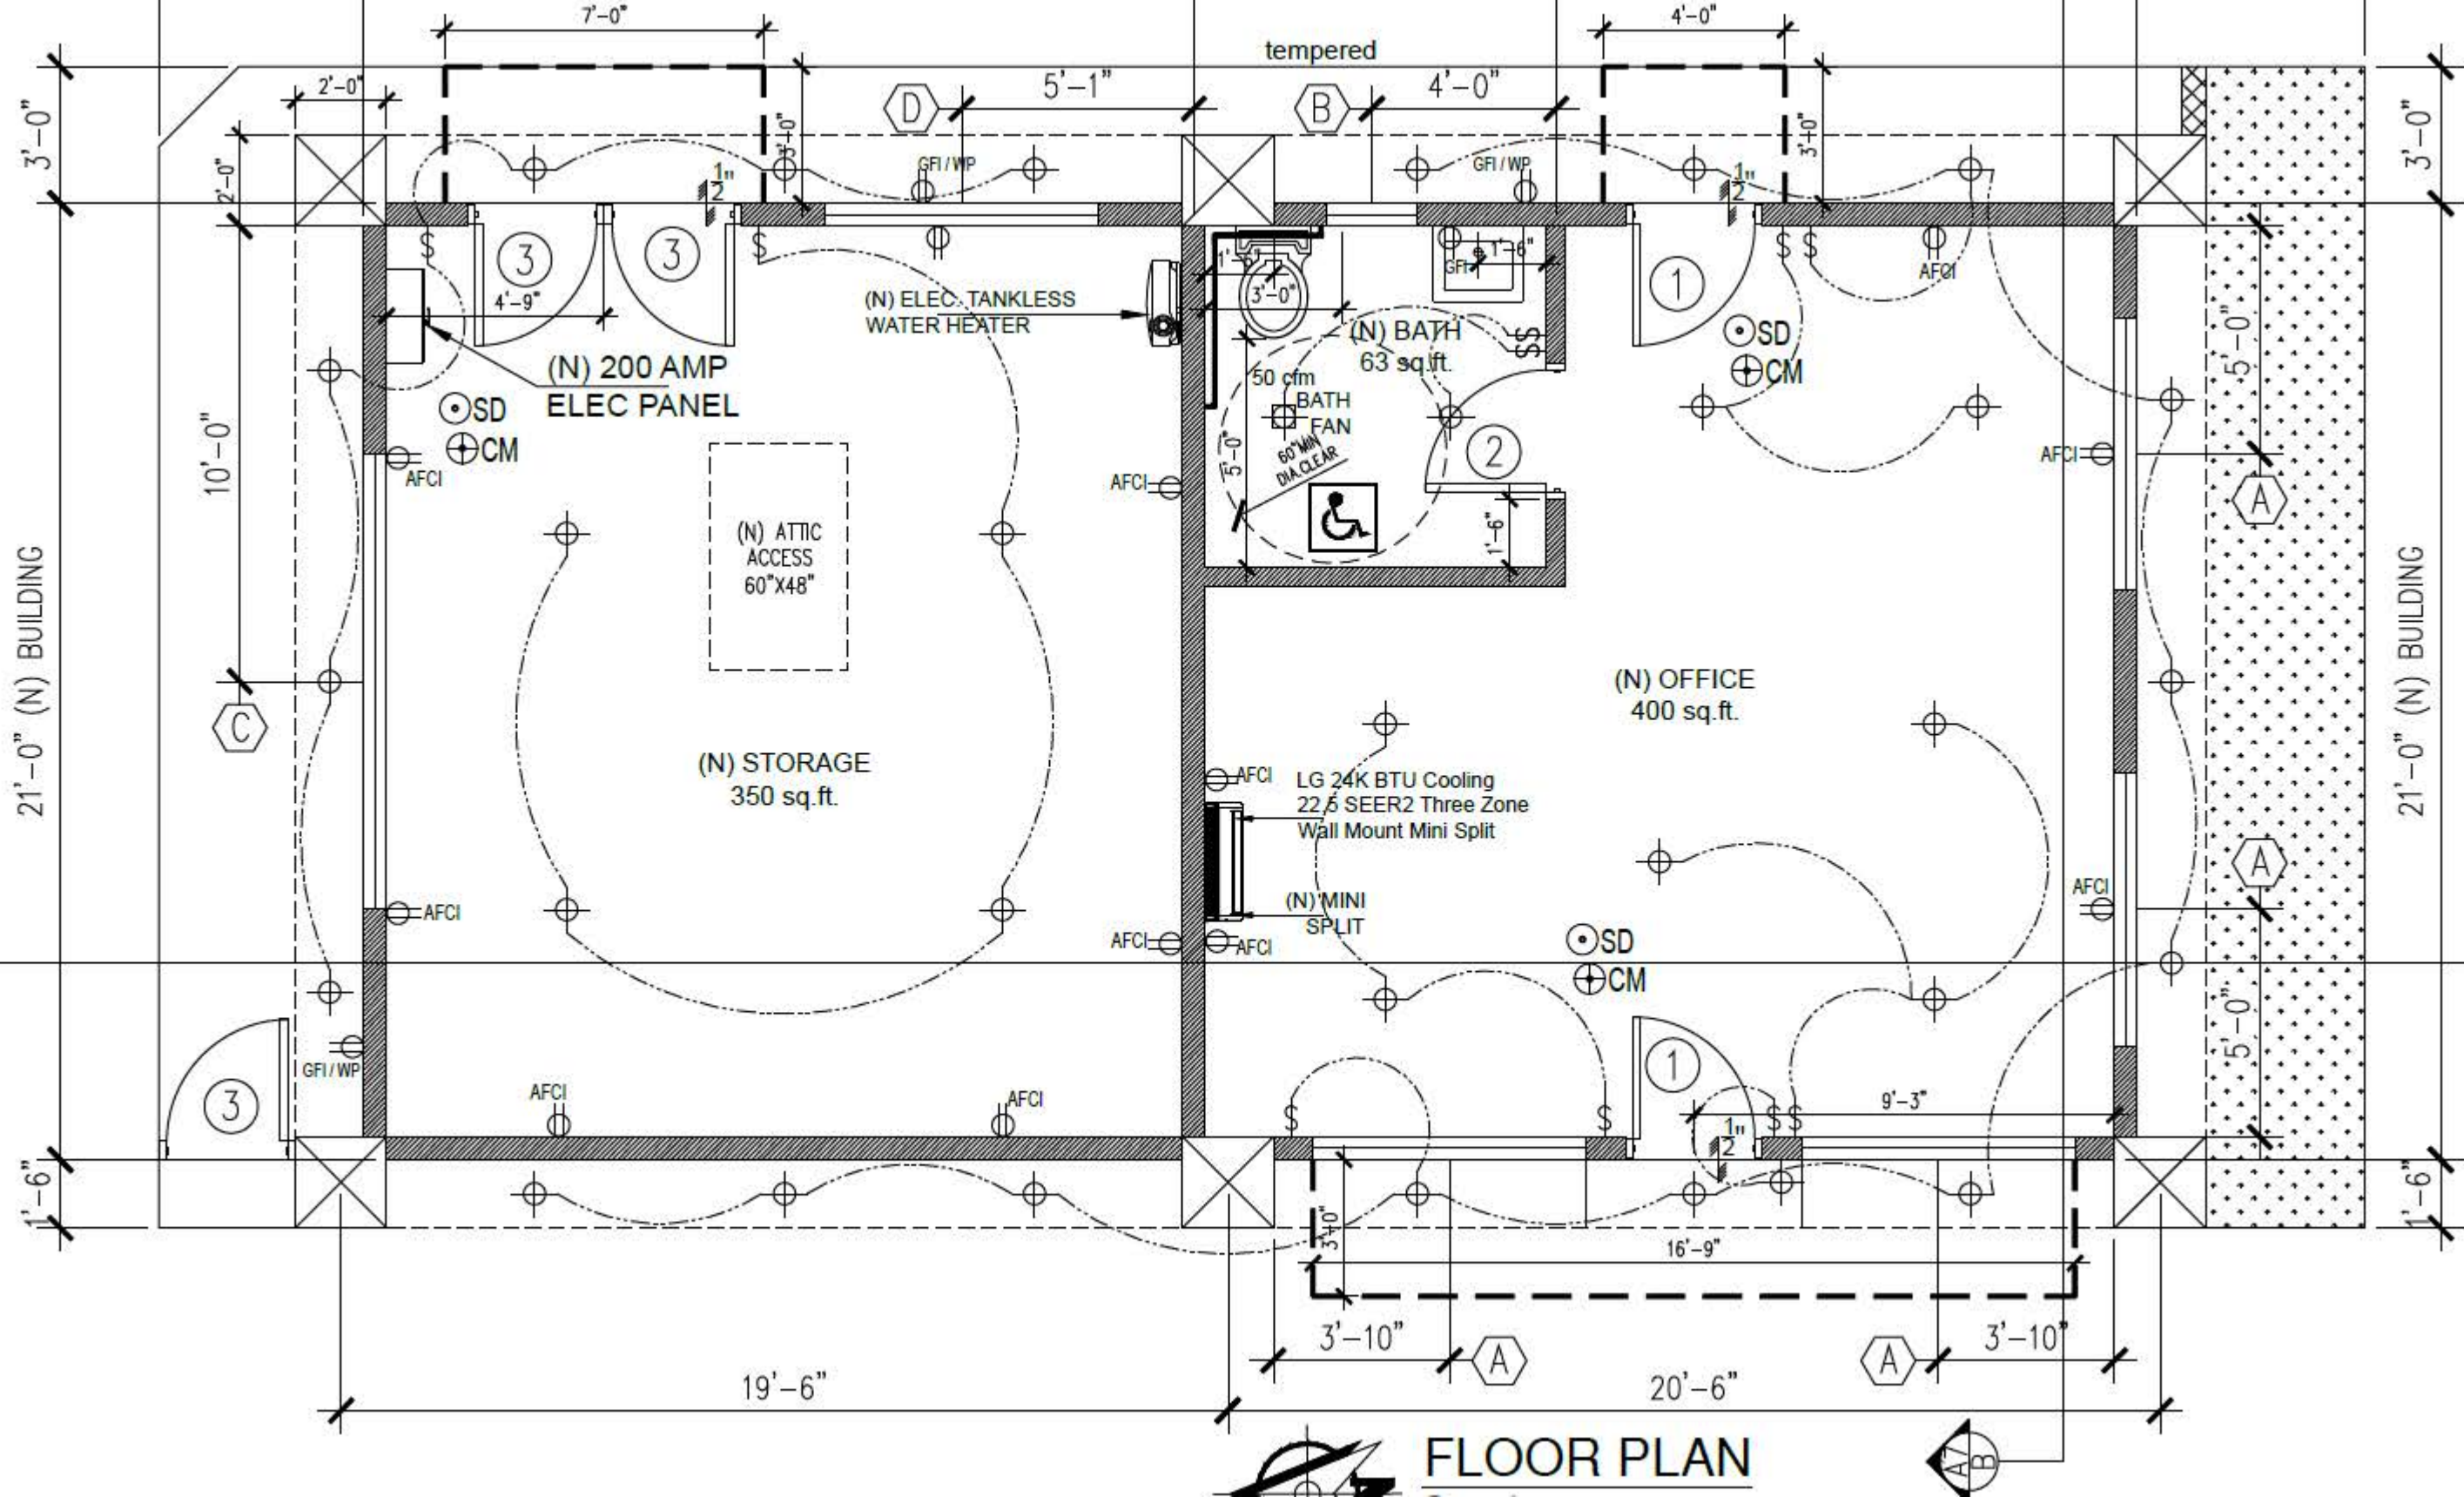 7'-0"
4'-0"
tempered
2'-0"
D
5'-1"
B
4'-0"
3'-0"
3'-0"
3'-0"
3'-0"
2'-0"
GFI / WP
GFI / WP
1/2"
1/2"
S
3
3
S
1'-6"
GFI
1
S S
AFCI
4'-9"
(N) ELEC. TANKLESS
WATER HEATER
3'-0"
(N) BATH
63 sq.ft.
SS
SD
CM
5'-0"
(N) 200 AMP
ELEC PANEL
50 cfm
BATH
FAN
SD
CM
10'-0"
AFCI
AFCI
5'-0"
60"MIN
DIA.CLEAR
2
AFCI
A
1'-6"
(N) ATTIC
ACCESS
60"X48"
21'-0" (N) BUILDING
21'-0" (N) BUILDING
C
(N) OFFICE
400 sq.ft.
(N) STORAGE
350 sq.ft.
AFCI
LG 24K BTU Cooling
22.5 SEER2 Three Zone
Wall Mount Mini Split
A
AFCI
AFCI
(N) MINI
SPLIT
AFCI
AFCI
SD
CM
5'-0"
GFI / WP
3
AFCI
AFCI
1
S
S
S S
9'-3"
1/2"
1'-6"
1'-6"
3'-0"
16'-9"
3'-10"
A
A
3'-10"
19'-6"
20'-6"
FLOOR PLAN
A7
B